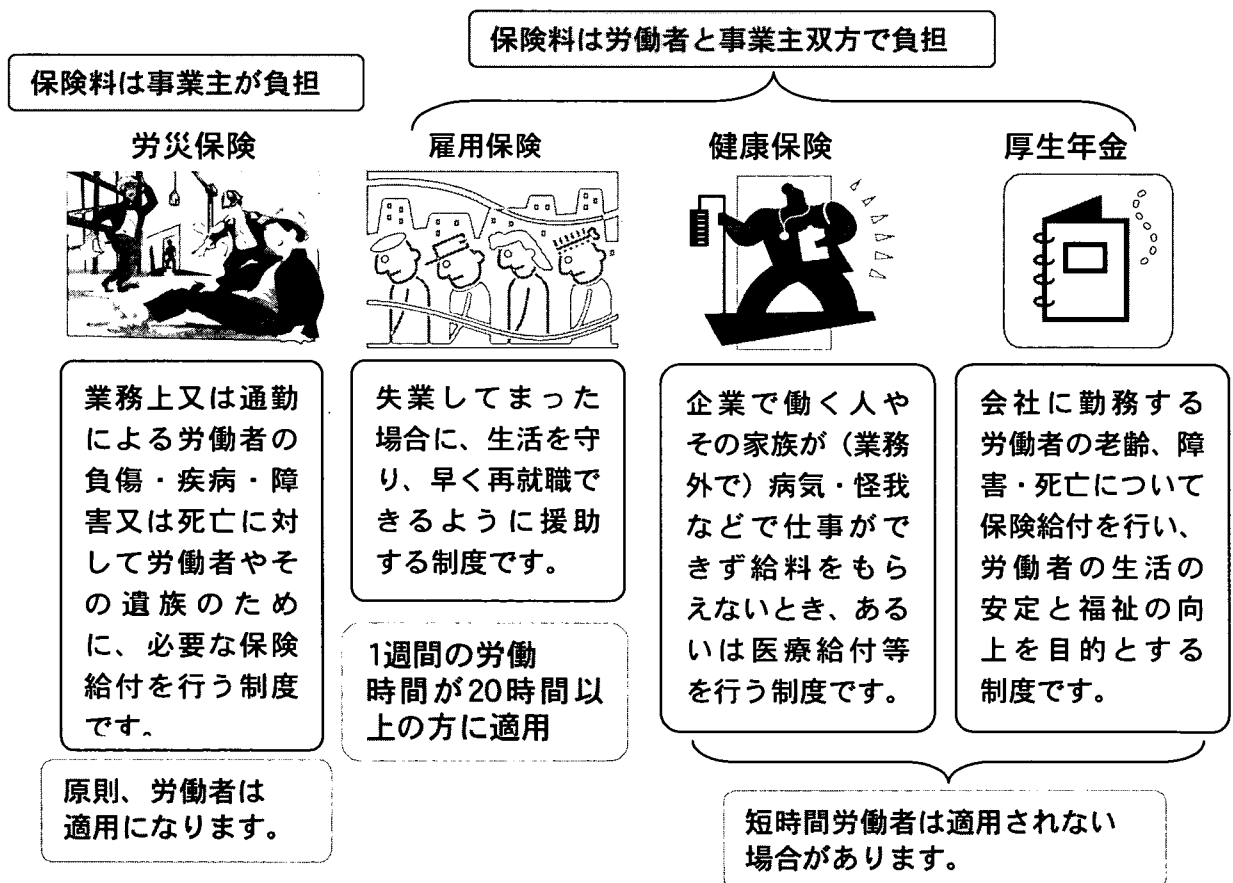 保険料は労働者と事業主双方で負担
保険料は事業主が負担
労災保険
雇用保険
健康保険
厚生年金
業務上又は通勤
による労働者の
負傷・疾病・障
害又は死亡に対
して労働者やそ
の遺族のため
に、必要な保険
給付を行う制度
です。
原則、労働者は
適用になります。
失業してまった
場合に、生活を守
り、早く再就職で
きるように援助
する制度です。
1週間の労働
時間が20時間以
上の方に適用
企業で働く人や
その家族が（業務
外で）病気・怪我
などで仕事がで
きず給料をもら
えないとき、ある
いは医療給付等
を行う制度です。
会社に勤務する
労働者の老齢、障
害・死亡について
保険給付を行い、
労働者の生活の
安定と福祉の向
上を目的とする
制度です。
短時間労働者は適用されない
場合があります。